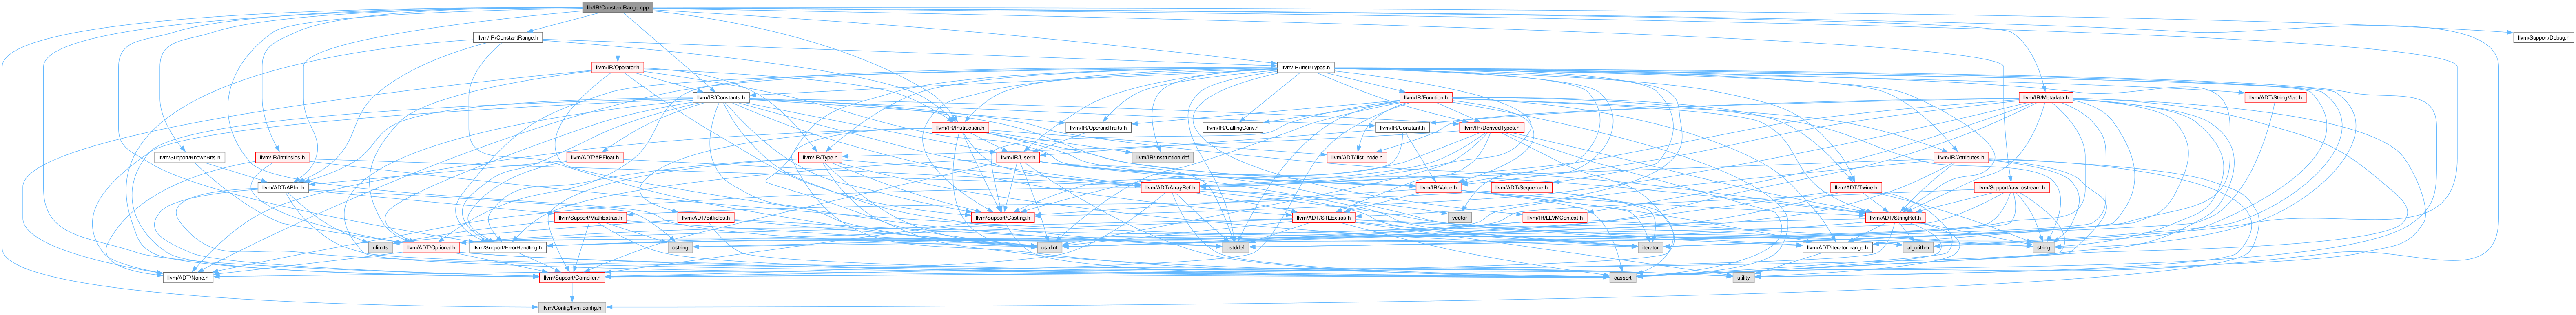 lib/IR/ConstantRange.cpp
llvm/IR/ConstantRange.h
llvm/Support/Debug.h
llvm/IR/Operator.h
llvm/IR/InstrTypes.h
llvm/IR/Constants.h
llvm/IR/Function.h
llvm/IR/Metadata.h
llvm/ADT/StringMap.h
llvm/IR/Instruction.h
llvm/IR/OperandTraits.h
llvm/IR/CallingConv.h
llvm/IR/Constant.h
llvm/IR/DerivedTypes.h
llvm/Support/KnownBits.h
llvm/IR/Intrinsics.h
llvm/ADT/APFloat.h
llvm/IR/Type.h
llvm/IR/Instruction.def
llvm/IR/User.h
llvm/ADT/ilist_node.h
llvm/IR/Attributes.h
llvm/ADT/APInt.h
llvm/ADT/ArrayRef.h
llvm/IR/Value.h
llvm/ADT/Sequence.h
llvm/ADT/Twine.h
llvm/Support/raw_ostream.h
llvm/Support/MathExtras.h
llvm/ADT/Bitfields.h
llvm/Support/Casting.h
llvm/ADT/STLExtras.h
vector
llvm/IR/LLVMContext.h
llvm/ADT/StringRef.h
climits
llvm/ADT/Optional.h
llvm/Support/ErrorHandling.h
cstring
cstdint
cstddef
iterator
llvm/ADT/iterator_range.h
algorithm
string
llvm/ADT/None.h
llvm/Support/Compiler.h
cassert
utility
llvm/Config/llvm-config.h